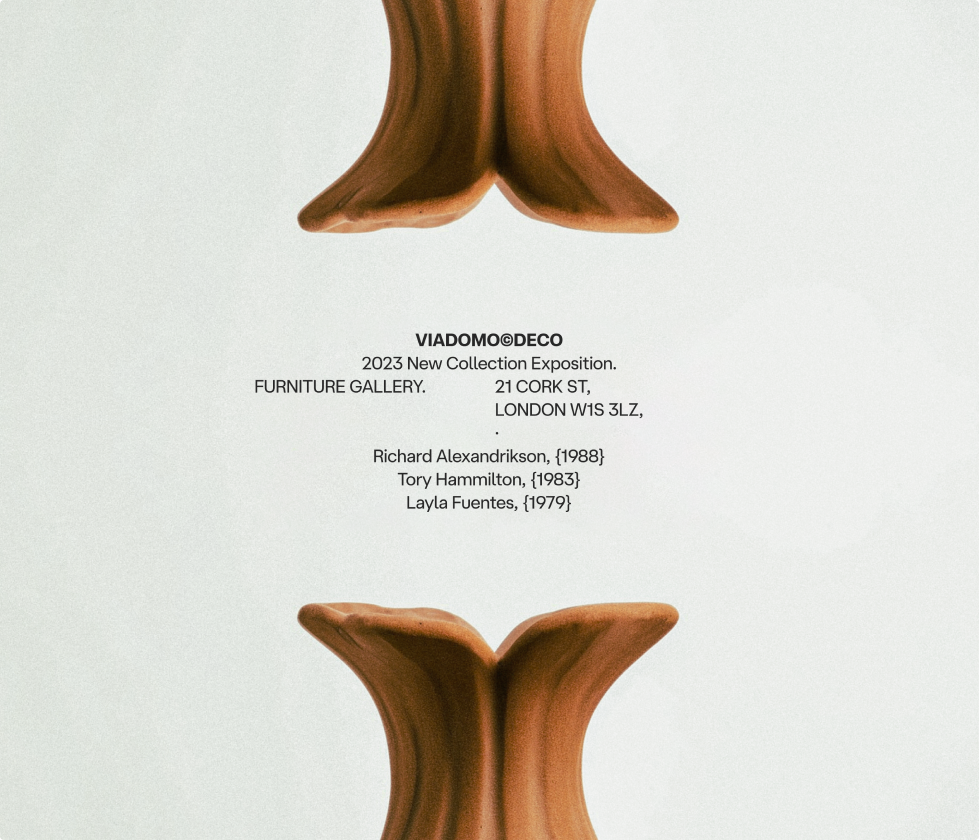 VIADOMO©DECO
2023 New Collection Exposition.
FURNITURE GALLERY. 21 CORK ST,
LONDON W1S 3LZ,
.
Richard Alexandrikson, {1988}
Tory Hammilton, {1983}
Layla Fuentes, {1979}